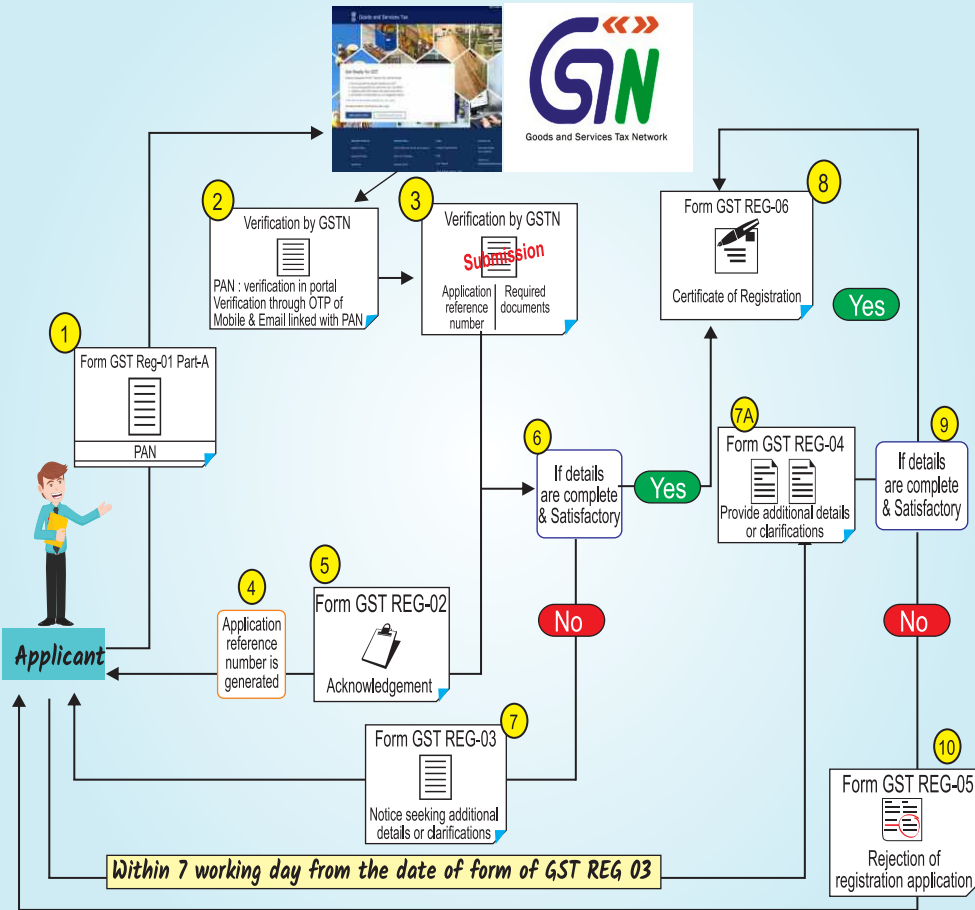 Goods and Services Tax
Get Ready for GST
GSTN
Goods and Services Tax Network
2
Verification by GSTN
PAN : verification in portal
Verification through OTP of
Mobile & Email linked with PAN
3
Verification by GSTN
Submission
Application
reference
number
Required
documents
8
Form GST REG-06
Certificate of Registration
Yes
1
Form GST Reg-01 Part-A
PAN
6
If details
are complete
& Satisfactory
Yes
No
7A
Form GST REG-04
Provide additional details
or clarifications
9
If details
are complete
& Satisfactory
No
Applicant
4
Application
reference
number is
generated
5
Form GST REG-02
Acknowledgement
7
Form GST REG-03
Notice seeking additional
details or clarifications
10
Form GST REG-05
Rejection of
registration application
Within 7 working day from the date of form of GST REG 03